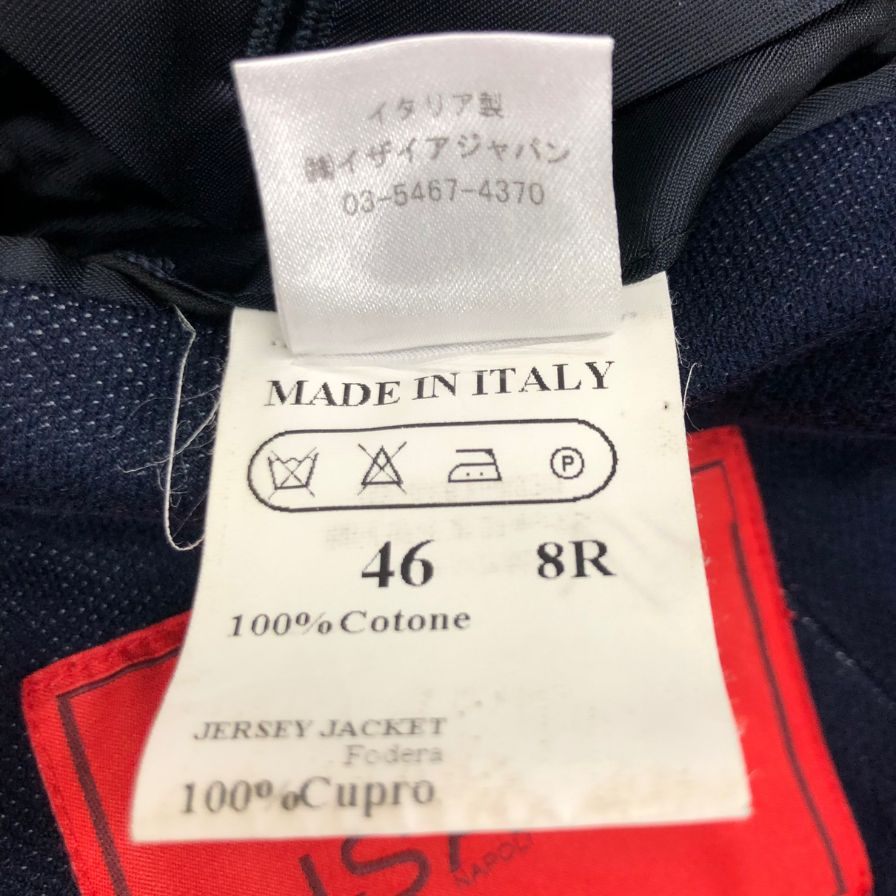 イタリア製
㈱イザイアジャパン
03-5467-4370
MADE IN ITALY
P
46 8R
100%Cotone
JERSEY JACKET
Fodera
100%Cupro
NAPOLI